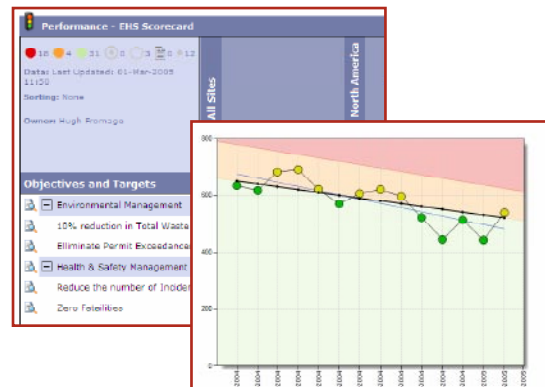 Performance - EHS Scorecard
18 4 31 0 3 0 12
Data: Last Updated: 01-Mar-2005
11:50
Sorting: None
Owner: Hugh Fromage
All Sites
North America
Objectives and Targets
Environmental Management
10% reduction in Total Waste
Eliminate Permit Exceedance
Health & Safety Management
Reduce the number of Inciden
Zero Fatalities
800
600
400
200
0
2004
2004
2004
2004
2004
2004
2004
2004
2004
2004
2004
2004
2005
2005
2005